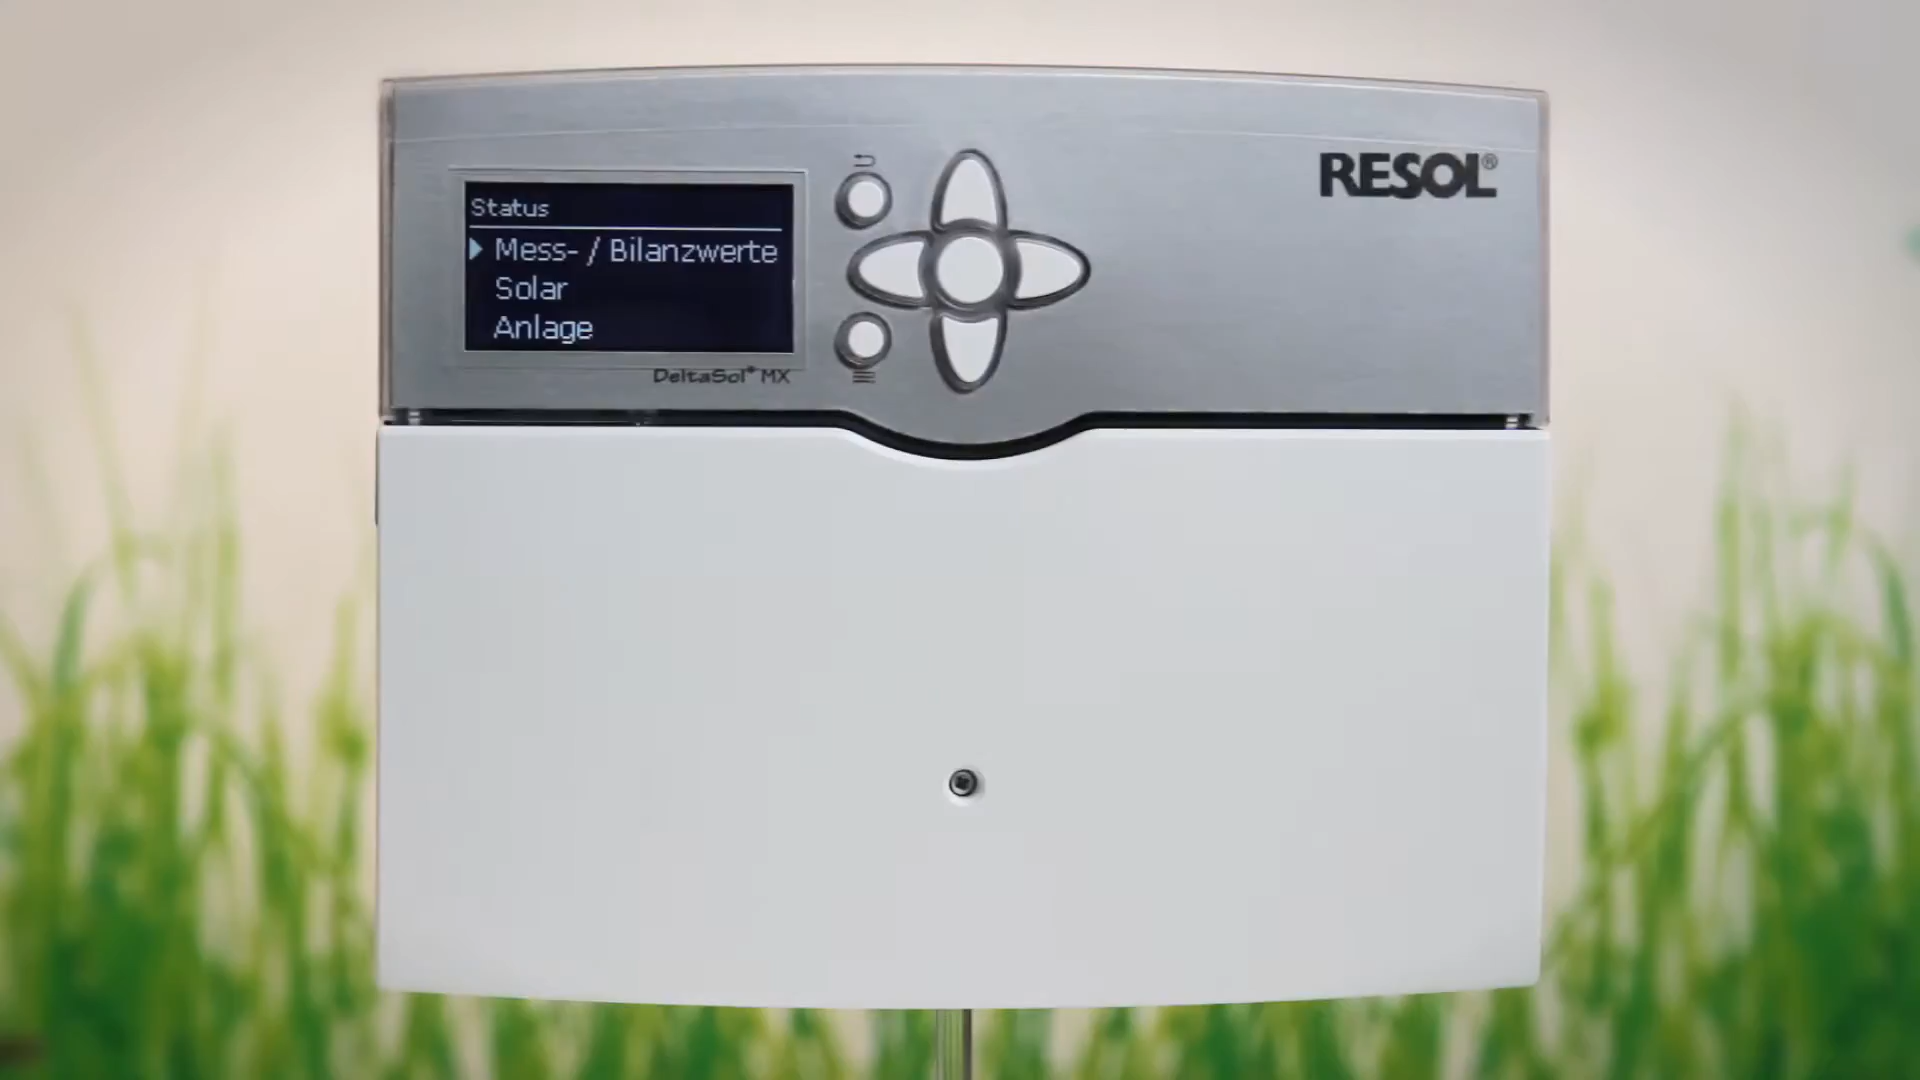 RESOL®
Status
Mess- / Bilanzwerte
Solar
Anlage
DeltaSol® MX